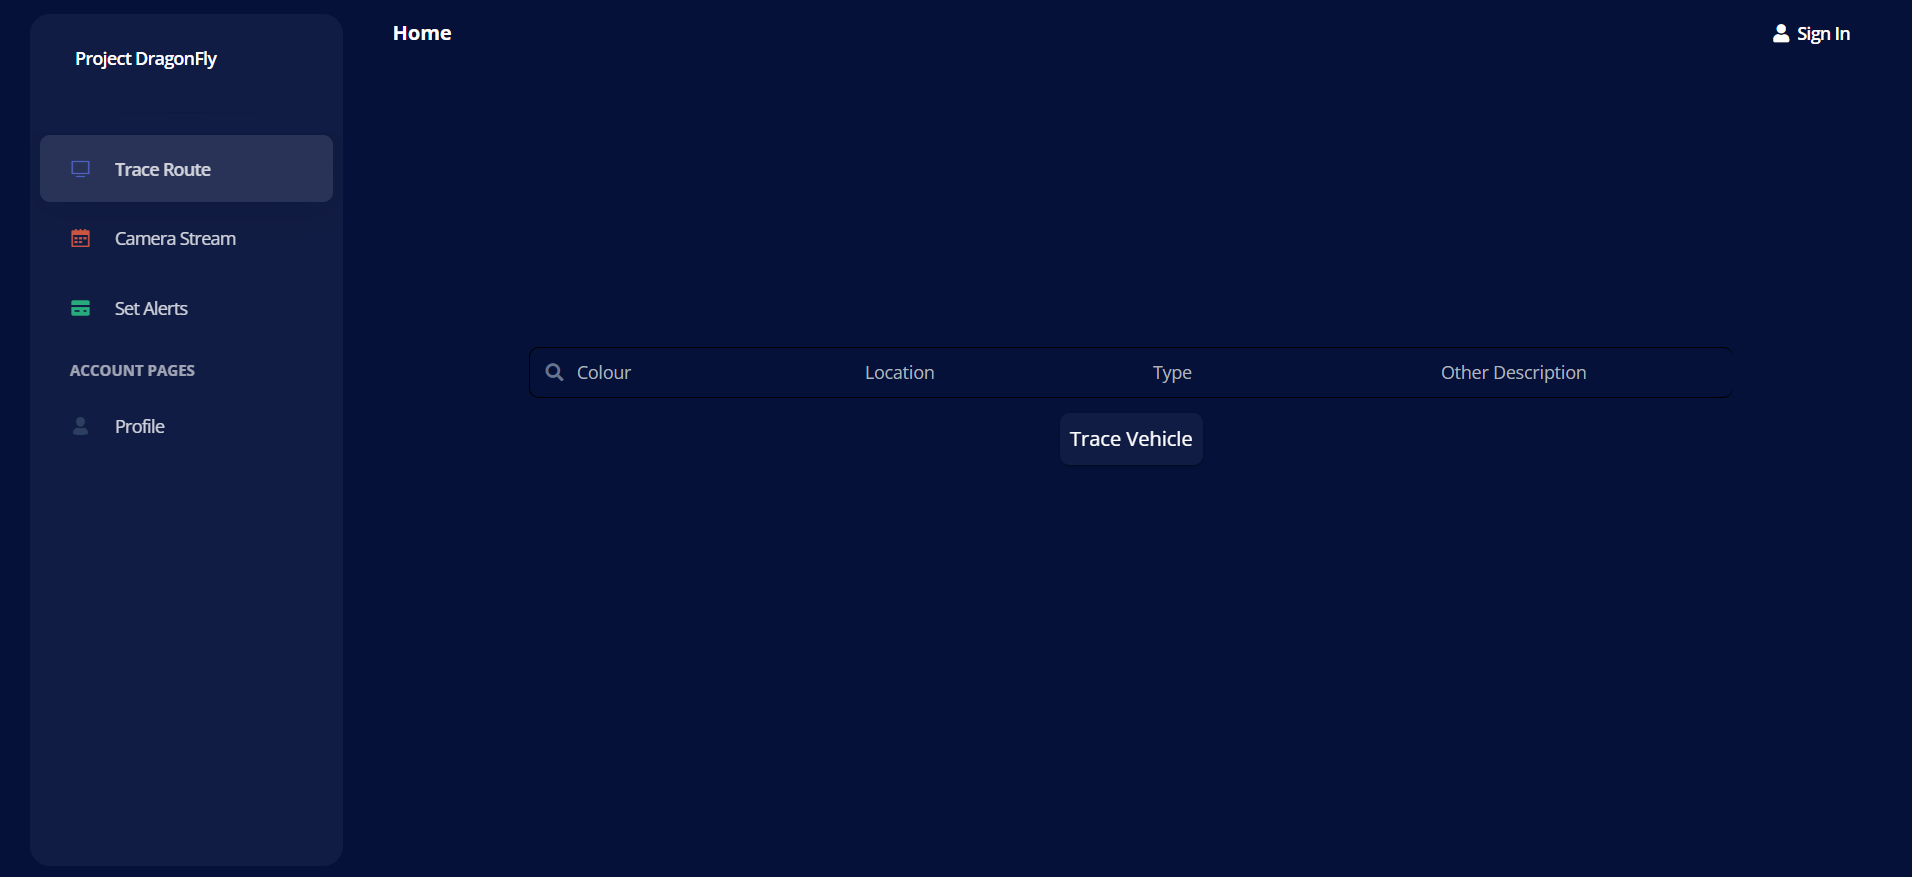 Project DragonFly
Trace Route
Camera Stream
Set Alerts
ACCOUNT PAGES
Profile
Home
Sign In
Colour Location Type Other Description
Trace Vehicle